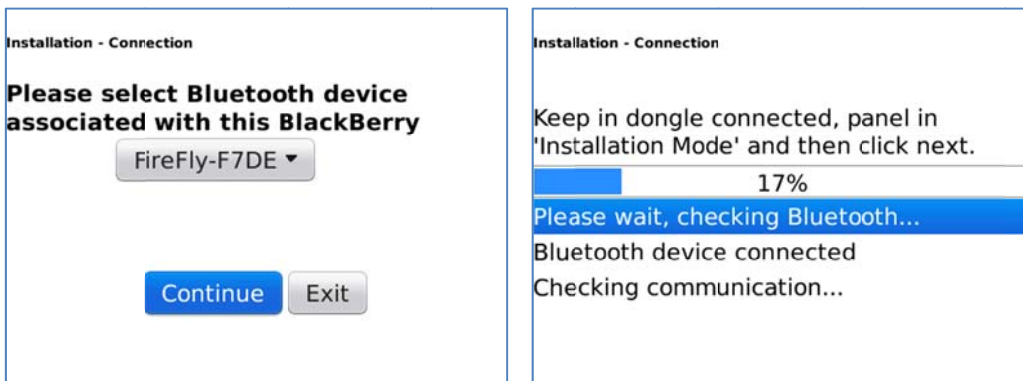 Installation - Connection
Please select Bluetooth device
associated with this BlackBerry
FireFly-F7DE
Continue
Exit
Installation - Connection
Keep in dongle connected, panel in
'Installation Mode' and then click next.
17%
Please wait, checking Bluetooth...
Bluetooth device connected
Checking communication...